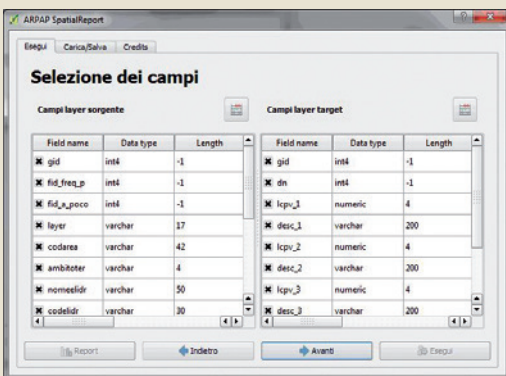 ARPAP SpatialReport
Esegui Carica/Salva Credits
Selezione dei campi
Campi layer sorgente
Field name Data type Length
gid int4 -1
fid_freq_p int4 -1
fid_a_poco int4 -1
layer varchar 17
codarea varchar 42
ambitoter varchar 4
nomeelidr varchar 50
codelidr varchar 30
Campi layer target
Field name Data type Length
gid int4 -1
dn int4 -1
lcpv_1 numeric 4
desc_1 varchar 200
lcpv_2 numeric 4
desc_2 varchar 200
lcpv_3 numeric 4
desc_3 varchar 200
Report Indietro Avanti Esegui